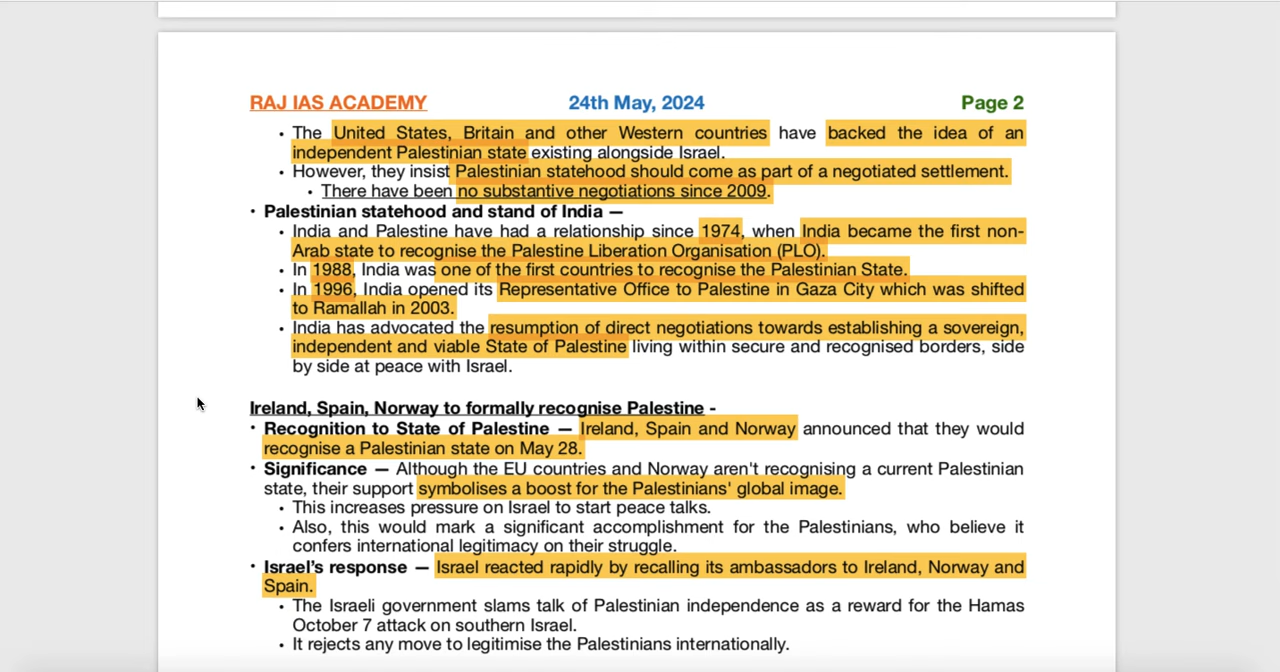 RAJ IAS ACADEMY 24th May, 2024 Page 2
• The United States, Britain and other Western countries have backed the idea of an
independent Palestinian state existing alongside Israel.
• However, they insist Palestinian statehood should come as part of a negotiated settlement.
• There have been no substantive negotiations since 2009.
• Palestinian statehood and stand of India —
• India and Palestine have had a relationship since 1974, when India became the first non-
Arab state to recognise the Palestine Liberation Organisation (PLO).
• In 1988, India was one of the first countries to recognise the Palestinian State.
• In 1996, India opened its Representative Office to Palestine in Gaza City which was shifted
to Ramallah in 2003.
• India has advocated the resumption of direct negotiations towards establishing a sovereign,
independent and viable State of Palestine living within secure and recognised borders, side
by side at peace with Israel.
Ireland, Spain, Norway to formally recognise Palestine -
• Recognition to State of Palestine — Ireland, Spain and Norway announced that they would
recognise a Palestinian state on May 28.
• Significance — Although the EU countries and Norway aren't recognising a current Palestinian
state, their support symbolises a boost for the Palestinians' global image.
• This increases pressure on Israel to start peace talks.
• Also, this would mark a significant accomplishment for the Palestinians, who believe it
confers international legitimacy on their struggle.
• Israel’s response — Israel reacted rapidly by recalling its ambassadors to Ireland, Norway and
Spain.
• The Israeli government slams talk of Palestinian independence as a reward for the Hamas
October 7 attack on southern Israel.
• It rejects any move to legitimise the Palestinians internationally.